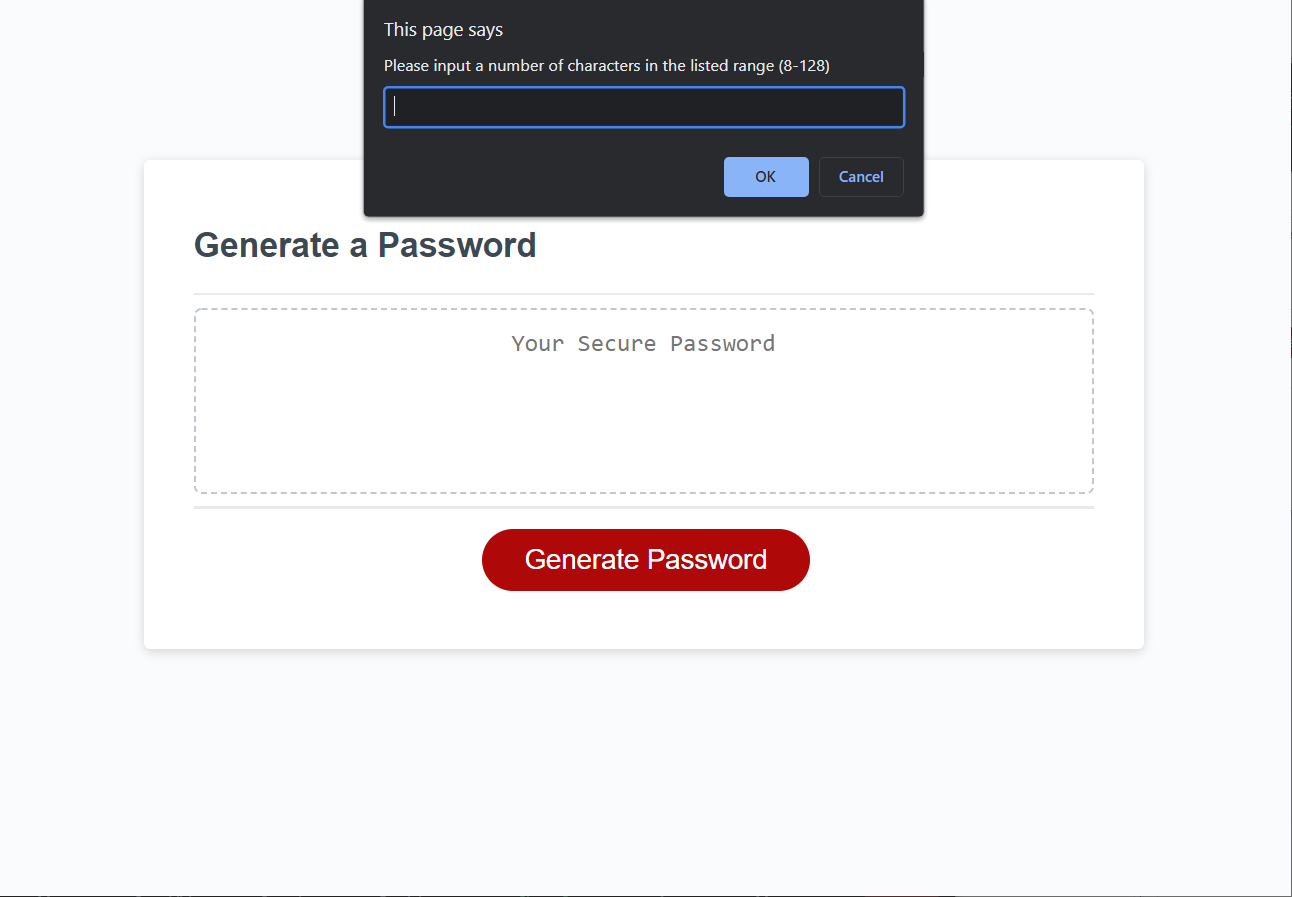 This page says
Please input a number of characters in the listed range (8-128)
OK Cancel
Generate a Password
Your Secure Password
Generate Password